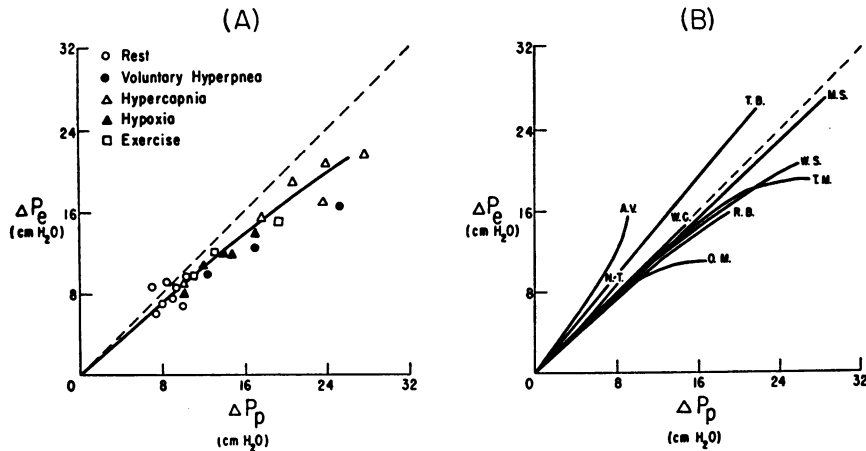 (A)
32
24
16
8
0
8
16
24
32
ΔPe
(cm H2O)
ΔPp
(cm H2O)
Rest
Voluntary Hyperpnea
Hypercapnia
Hypoxia
Exercise
(B)
32
24
16
8
0
8
16
24
32
ΔPe
(cm H2O)
ΔPp
(cm H2O)
T.B.
M.S.
W.S.
T.M.
A.V.
W.C.
R.B.
N.T.
O.M.